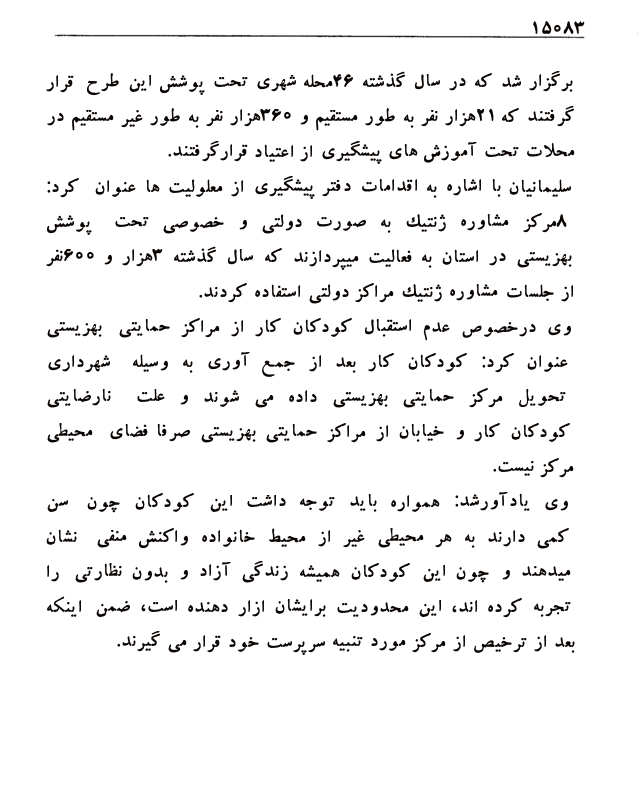 ۱۵۰۸۳
برگزار شد که در سال گذشته ۴۶محله شهری تحت پوشش این طرح قرار
گرفتند که ۲۱هزار نفر به طور مستقیم و ۳۶۰هزار نفر به طور غیر مستقیم در
محلات تحت آموزش های پیشگیری از اعتیاد قرارگرفتند.
سلیمانیان با اشاره به اقدامات دفتر پیشگیری از معلولیت ها عنوان کرد:
۸مرکز مشاوره ژنتیك به صورت دولتی و خصوصی تحت پوشش
بهزیستی در استان به فعالیت میپردازند که سال گذشته ۳هزار و ۶۰۰نفر
از جلسات مشاوره ژنتیك مراکز دولتی استفاده کردند.
وی درخصوص عدم استقبال کودکان کار از مراکز حمایتی بهزیستی
عنوان کرد: کودکان کار بعد از جمع آوری به وسیله شهرداری
تحویل مرکز حمایتی بهزیستی داده می شوند و علت نارضایتی
کودکان کار و خیابان از مراکز حمایتی بهزیستی صرفا فضای محیطی
مرکز نیست.
وی یادآورشد: همواره باید توجه داشت این کودکان چون سن
کمی دارند به هر محیطی غیر از محیط خانواده واکنش منفی نشان
میدهند و چون این کودکان همیشه زندگی آزاد و بدون نظارتی را
تجربه کرده اند، این محدودیت برایشان ازار دهنده است، ضمن اینکه
بعد از ترخیص از مرکز مورد تنبیه سرپرست خود قرار می گیرند.